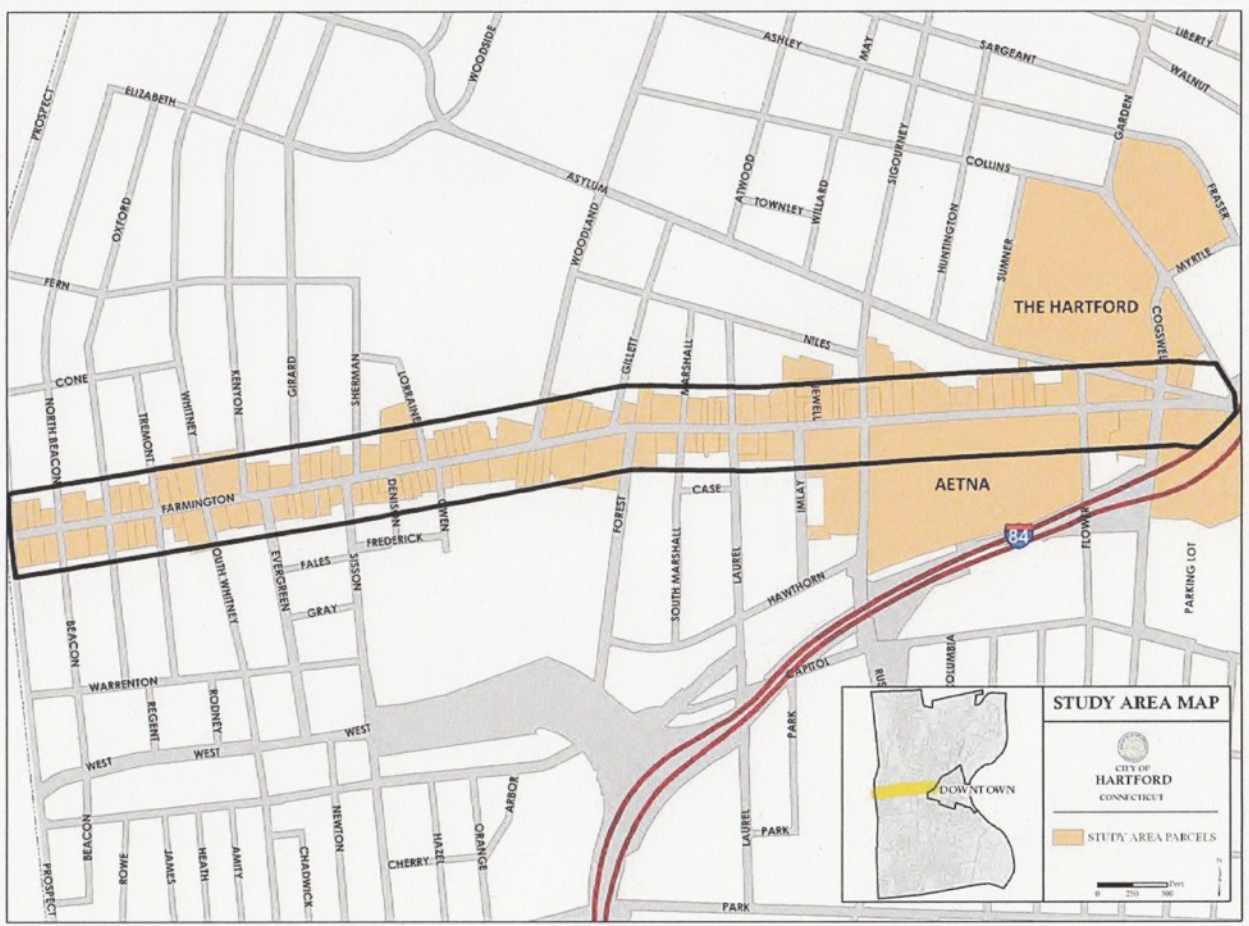 WOODSIDE
ASHLEY
MAY
SARGEANT
LIBERTY
WALNUT
PROSPECT
ELIZABETH
GARDEN
OXFORD
ASYLUM
ATWOOD
SIGOURNEY
COLLINS
TOWNLEY
WILLARD
WOODLAND
HUNTINGTON
SUMNER
FRASER
MYRTLE
FERN
THE HARTFORD
COGSWELL
NILES
GILLETT
MARSHALL
CONE
NORTH BEACON
TREMONT
WHITNEY
KENYON
GIRARD
SHERMAN
LORRAINE
JEWELL
FARMINGTON
DENISON
OWEN
FOREST
CASE
IMLAY
AETNA
84
FLOWER
FREDERICK
FALES
SISSON
EVERGREEN
OUTH WHITNEY
GRAY
SOUTH MARSHALL
LAUREL
HAWTHORN
PARKING LOT
BEACON
WARRENTON
REGENT
RODNEY
CAPITOL
RUS
OLUMBIA
WEST
WEST
WEST
PARK
ARBOR
BEACON
ROWE
JAMES
HEATH
AMITY
CHADWICK
NEWTON
CHERRY
HAZEL
ORANGE
LAUREL
PARK
PROSPECT
PARK
DOWNTOWN
STUDY AREA MAP
CITY OF
HARTFORD
CONNECTICUT
STUDY AREA PARCELS
Feet
0 250 500